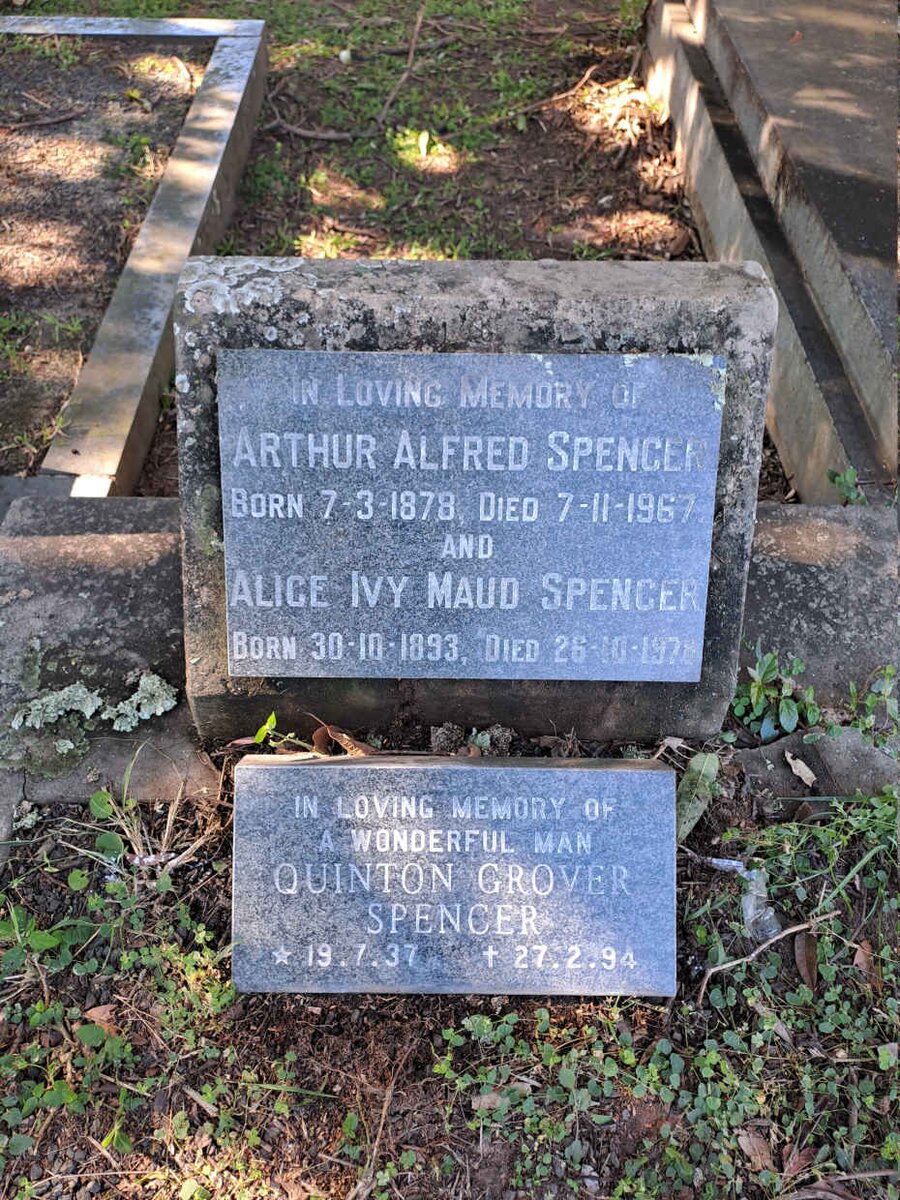 IN LOVING MEMORY OF
ARTHUR ALFRED SPENCER
BORN 7-3-1878, DIED 7-11-1967
AND
ALICE IVY MAUD SPENCER
BORN 30-10-1893, DIED 26-10-1978
IN LOVING MEMORY OF
A WONDERFUL MAN
QUINTON GROVER
SPENCER
★ 19.7.37 † 27.2.94